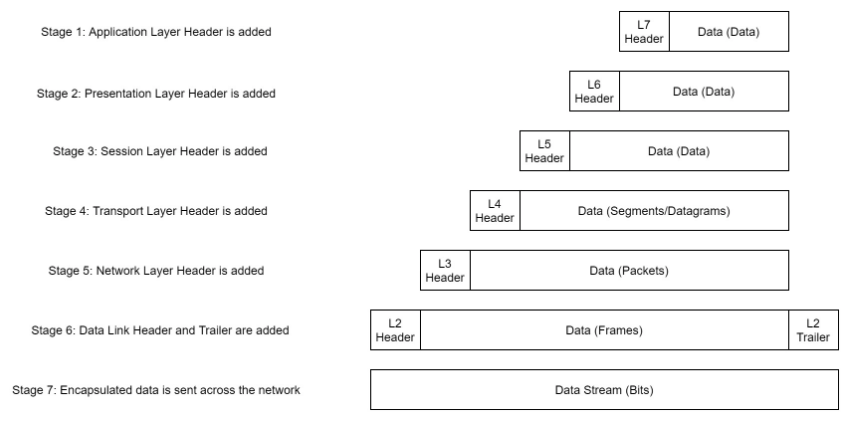 Stage 1: Application Layer Header is added
L7
Header
Data (Data)
Stage 2: Presentation Layer Header is added
L6
Header
Data (Data)
Stage 3: Session Layer Header is added
L5
Header
Data (Data)
Stage 4: Transport Layer Header is added
L4
Header
Data (Segments/Datagrams)
Stage 5: Network Layer Header is added
L3
Header
Data (Packets)
Stage 6: Data Link Header and Trailer are added
L2
Header
Data (Frames)
L2
Trailer
Stage 7: Encapsulated data is sent across the network
Data Stream (Bits)